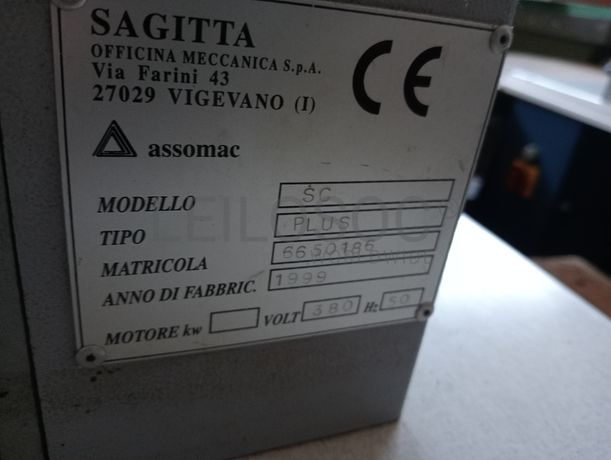 SAGITTA
OFFICINA MECCANICA S.p.A.
Via Farini 43
27029 VIGEVANO (I)
CE
assomac
MODELLO SC
TIPO PLUS
MATRICOLA 6650186
ANNO DI FABBRIC. 1999
MOTORE kw VOLT 380 Hz 50